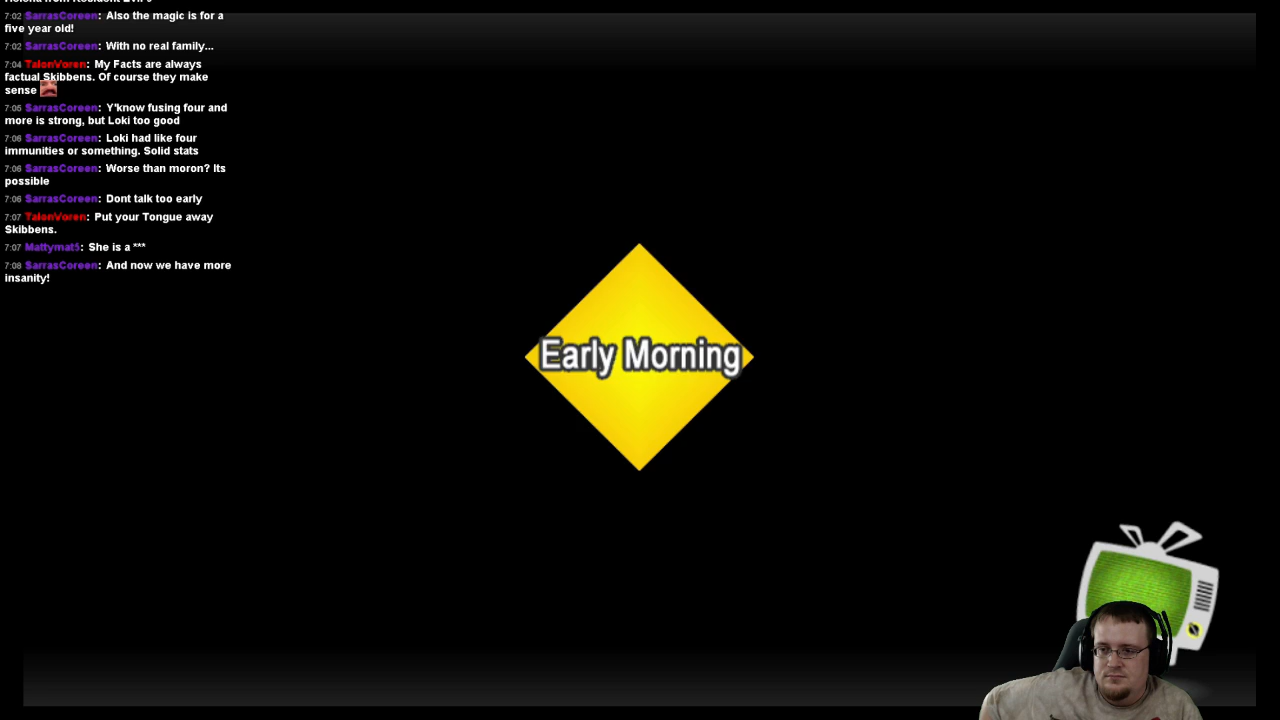 7:02 SarrasCoreen: Also the magic is for a
five year old!
7:02 SarrasCoreen: With no real family...
7:04 TalonVoren: My Facts are always
factual Skibbens. Of course they make
sense
7:06 SarrasCoreen: Y'know fusing four and
more is strong, but Loki too good
7:06 SarrasCoreen: Loki had like four
immunities or something. Solid stats
7:06 SarrasCoreen: Worse than moron? Its
possible
7:06 SarrasCoreen: Dont talk too early
7:07 TalonVoren: Put your Tongue away
Skibbens.
7:07 Mattymat5: She is a ***
7:08 SarrasCoreen: And now we have more
insanity!
Early Morning